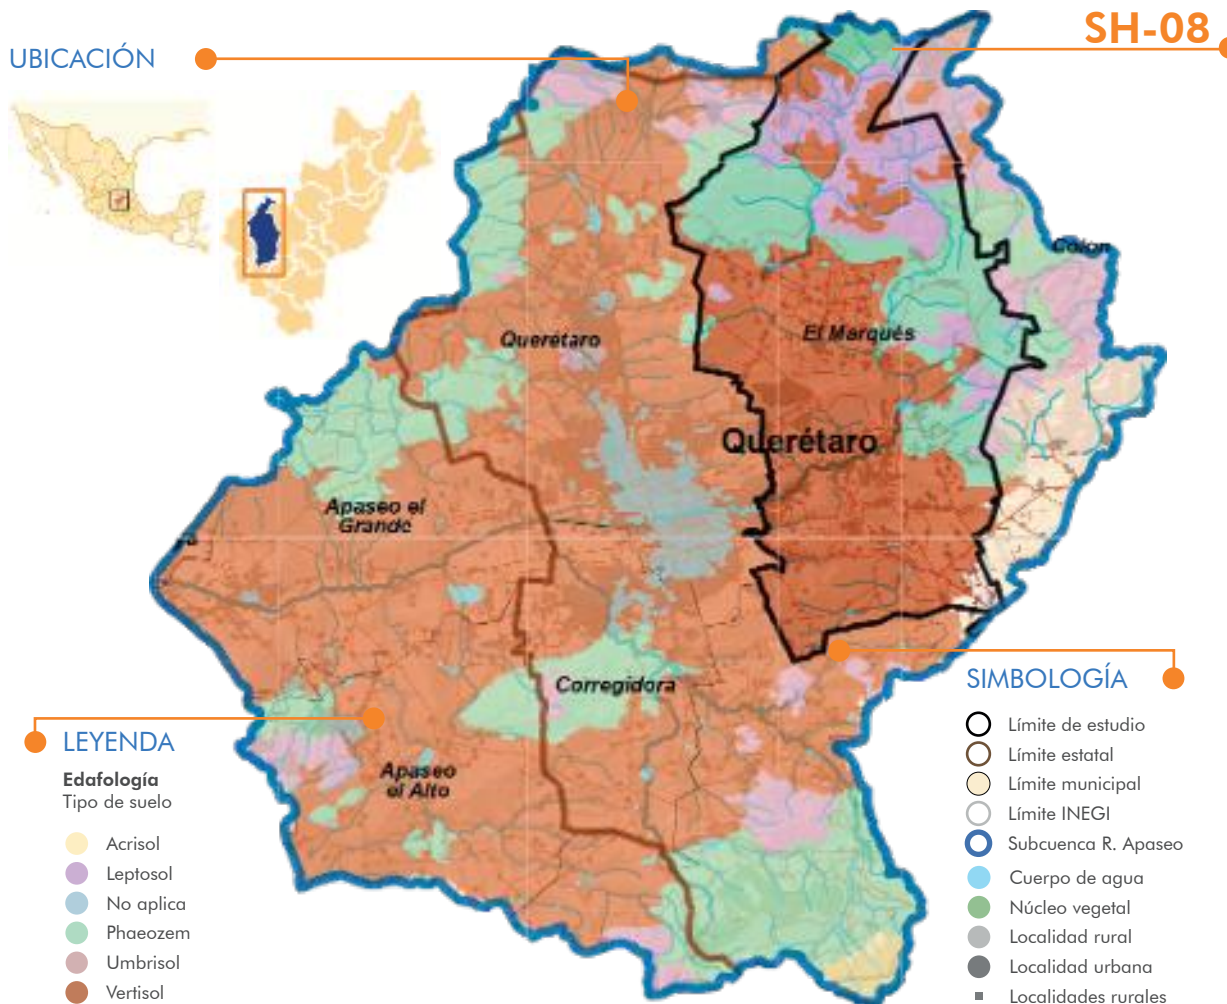 SH-08
UBICACIÓN
Colón
El Marqués
Querétaro
Querétaro
Apaseo el
Grande
Corregidora
Apaseo
el Alto
LEYENDA
Edafología
Tipo de suelo
Acrisol
Leptosol
No aplica
Phaeozem
Umbrisol
Vertisol
SIMBOLOGÍA
Límite de estudio
Límite estatal
Límite municipal
Límite INEGI
Subcuenca R. Apaseo
Cuerpo de agua
Núcleo vegetal
Localidad rural
Localidad urbana
Localidades rurales